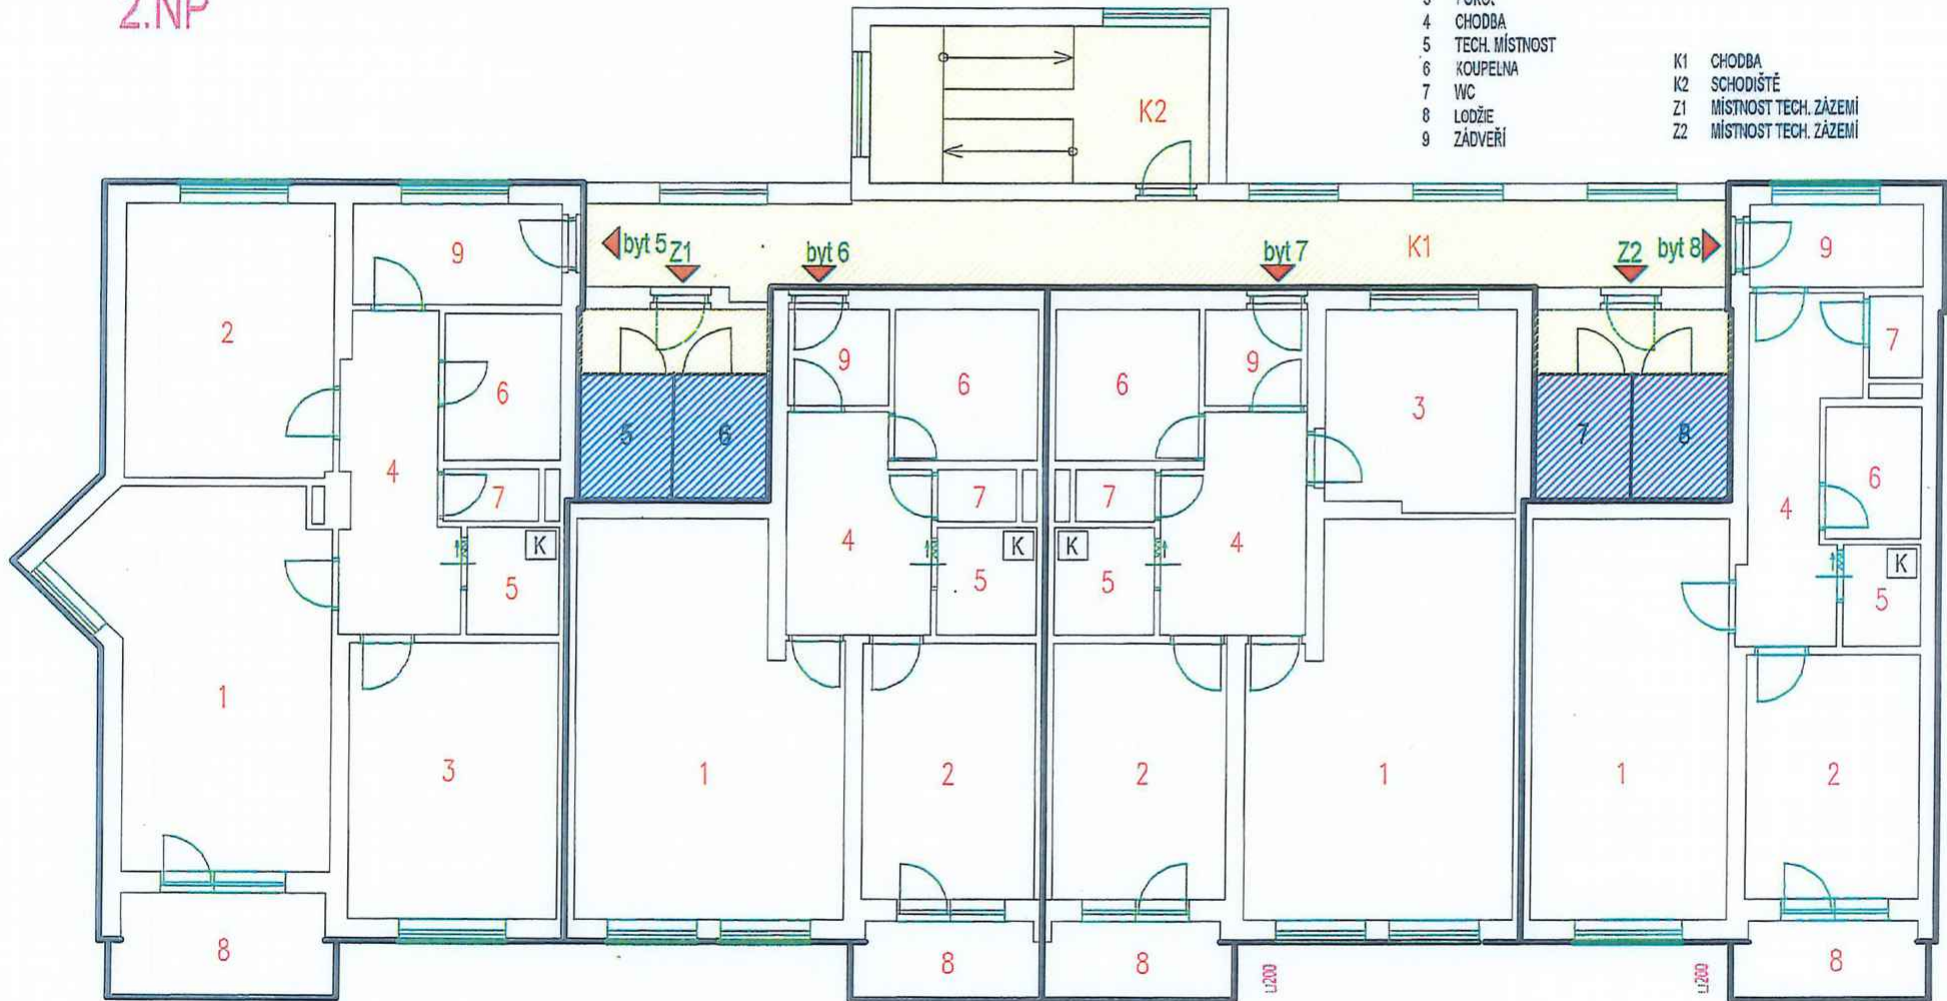 2.NP
4 CHODBA
5 TECH. MÍSTNOST
6 KOUPELNA
7 WC
8 LODŽIE
9 ZÁDVEŘÍ
K1 CHODBA
K2 SCHODIŠTĚ
Z1 MÍSTNOST TECH. ZÁZEMÍ
Z2 MÍSTNOST TECH. ZÁZEMÍ
K2
byt 5
Z1
byt 6
byt 7
K1
Z2
byt 8
9
9
2
9
9
7
6
6
6
3
5
6
7
8
4
7
7
7
6
4
4
4
K
K
K
K
5
5
5
5
1
3
1
2
2
1
1
2
8
8
8
8